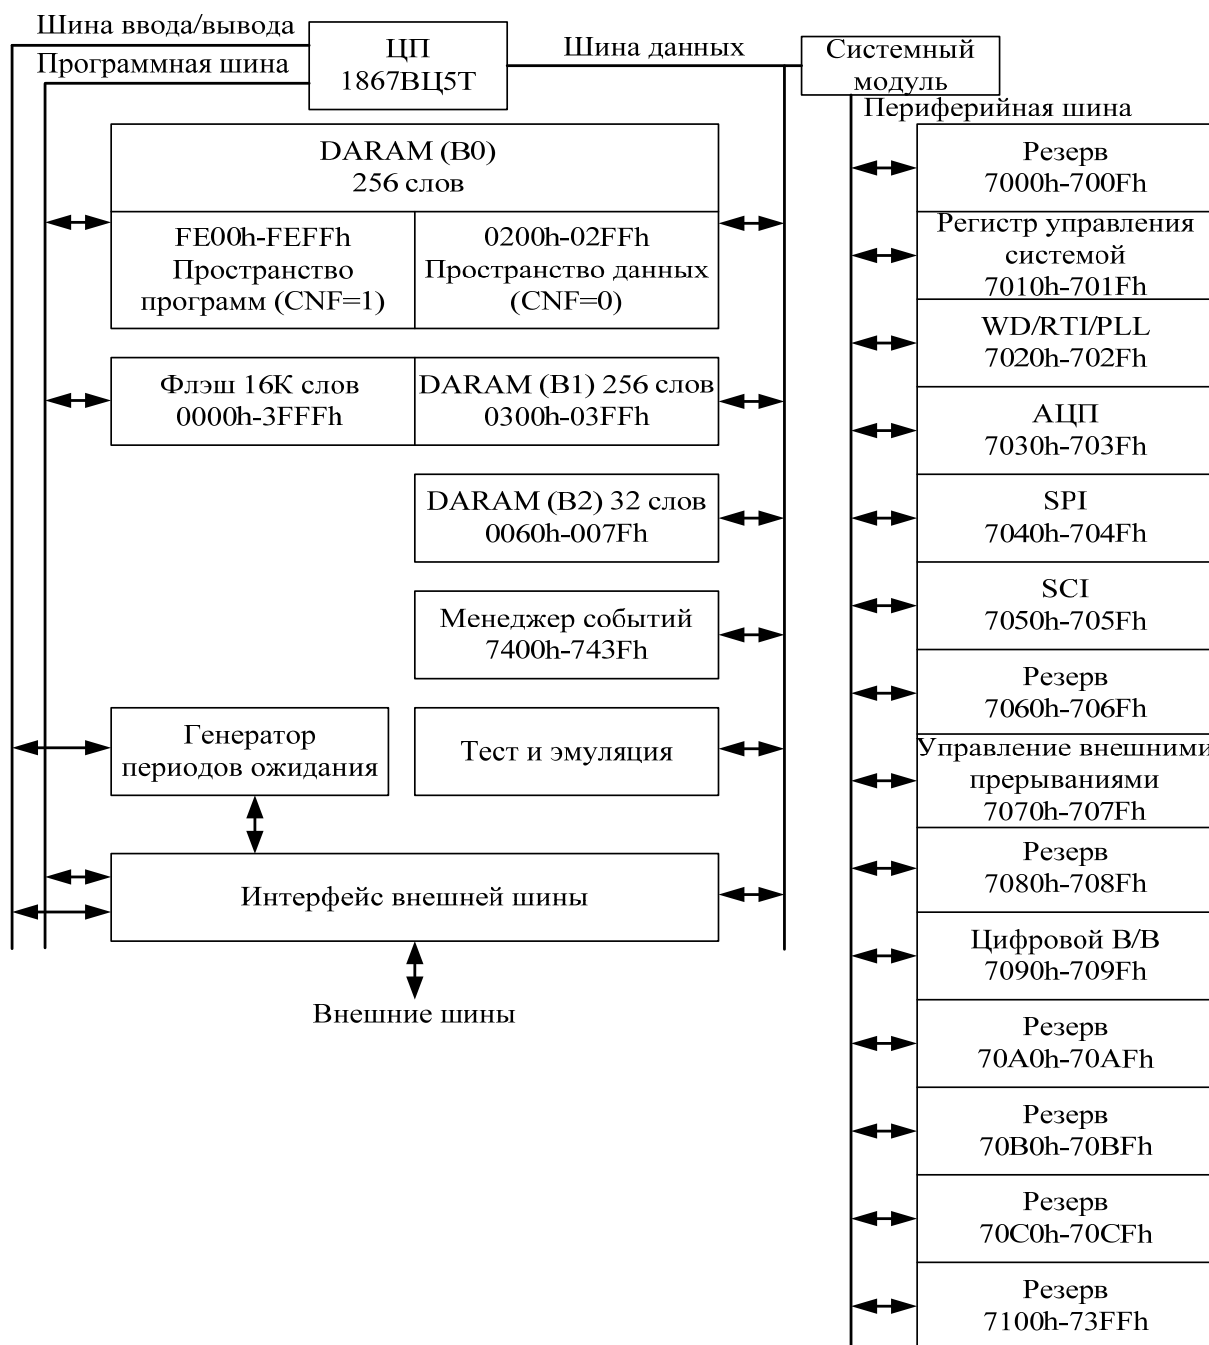 Шина ввода/вывода
Программная шина
ЦП
1867ВЦ5Т
Шина данных
Системный
модуль
Периферийная шина
DARAM (B0)
256 слов
FE00h-FEFFh
Пространство
программ (CNF=1)
0200h-02FFh
Пространство данных
(CNF=0)
Флэш 16К слов
0000h-3FFFh
DARAM (B1) 256 слов
0300h-03FFh
DARAM (B2) 32 слов
0060h-007Fh
Менеджер событий
7400h-743Fh
Генератор
периодов ожидания
Тест и эмуляция
Интерфейс внешней шины
Внешние шины
Резерв
7000h-700Fh
Регистр управления
системой
7010h-701Fh
WD/RTI/PLL
7020h-702Fh
АЦП
7030h-703Fh
SPI
7040h-704Fh
SCI
7050h-705Fh
Резерв
7060h-706Fh
Управление внешними
прерываниями
7070h-707Fh
Резерв
7080h-708Fh
Цифровой В/В
7090h-709Fh
Резерв
70A0h-70AFh
Резерв
70B0h-70BFh
Резерв
70C0h-70CFh
Резерв
7100h-73FFh